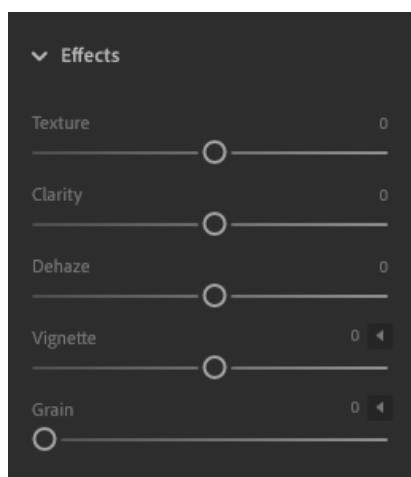 Effects
Texture 0
Clarity 0
Dehaze 0
Vignette 0
Grain 0